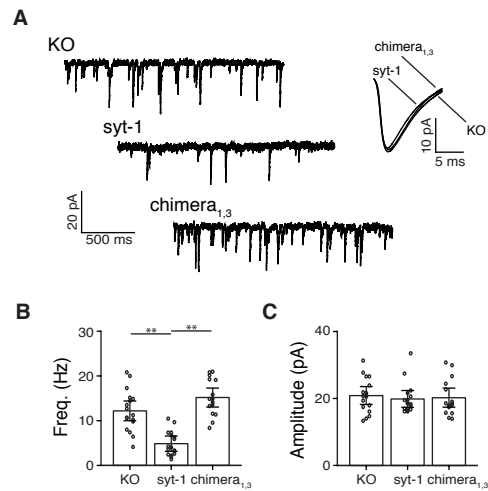 A
KO
syt-1
chimera1,3
20 pA
500 ms
chimera1,3
syt-1
KO
10 pA
5 ms
B
Freq. (Hz)
30
20
10
0
**
**
KO
syt-1
chimera1,3
C
Amplitude (pA)
40
20
0
KO
syt-1
chimera1,3